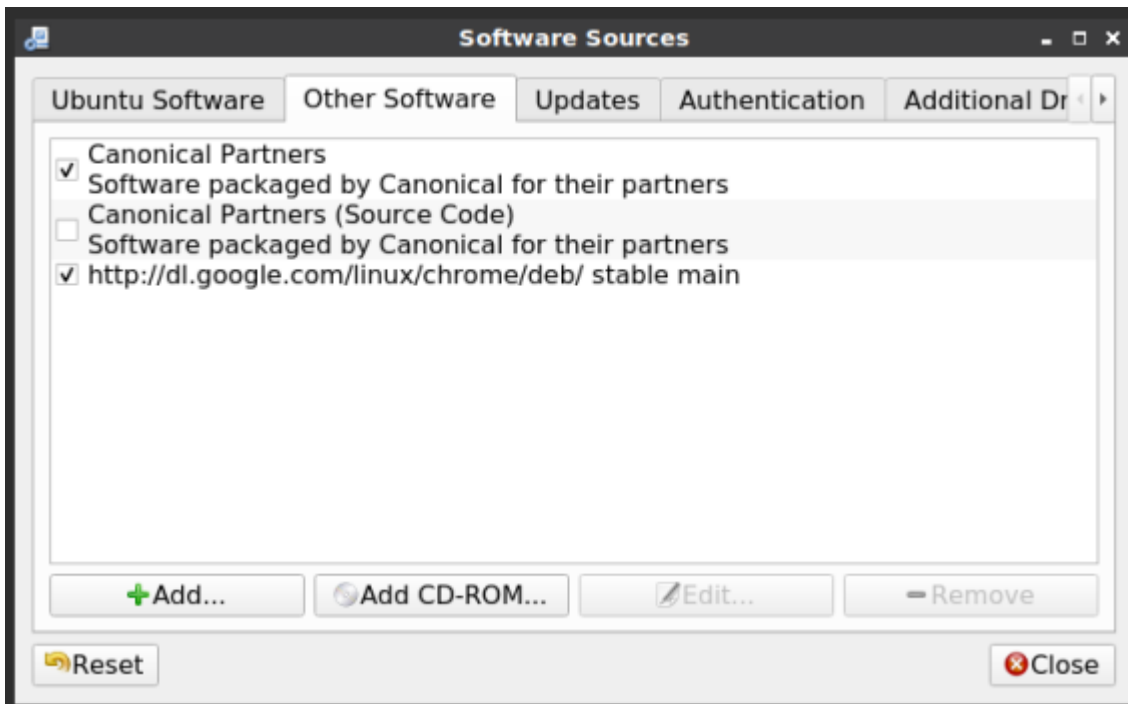 Software Sources
Ubuntu Software
Other Software
Updates
Authentication
Additional Dr
Canonical Partners
Software packaged by Canonical for their partners
Canonical Partners (Source Code)
Software packaged by Canonical for their partners
http://dl.google.com/linux/chrome/deb/ stable main
Add...
Add CD-ROM...
Edit...
Remove
Reset
Close